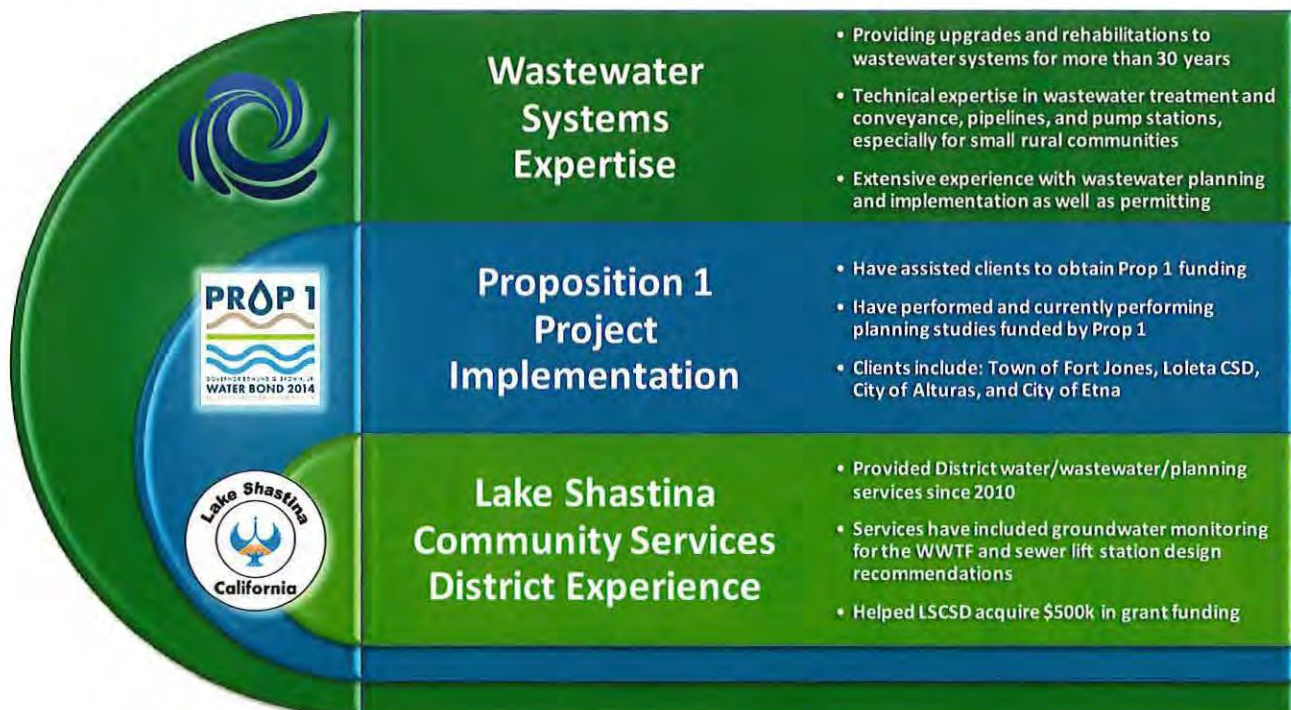 Wastewater
Systems
Expertise
• Providing upgrades and rehabilitations to
wastewater systems for more than 30 years
• Technical expertise in wastewater treatment and
conveyance, pipelines, and pump stations,
especially for small rural communities
• Extensive experience with wastewater planning
and implementation as well as permitting
PROP 1
GOVERNOR EDMUND G. BROWN, JR.
WATER BOND 2014
Proposition 1
Project
Implementation
• Have assisted clients to obtain Prop 1 funding
• Have performed and currently performing
planning studies funded by Prop 1
• Clients include: Town of Fort Jones, Loleta CSD,
City of Alturas, and City of Etna
Lake Shastina
California
Lake Shastina
Community Services
District Experience
• Provided District water/wastewater/planning
services since 2010
• Services have included groundwater monitoring
for the WWTF and sewer lift station design
recommendations
• Helped LSCSD acquire $500k in grant funding